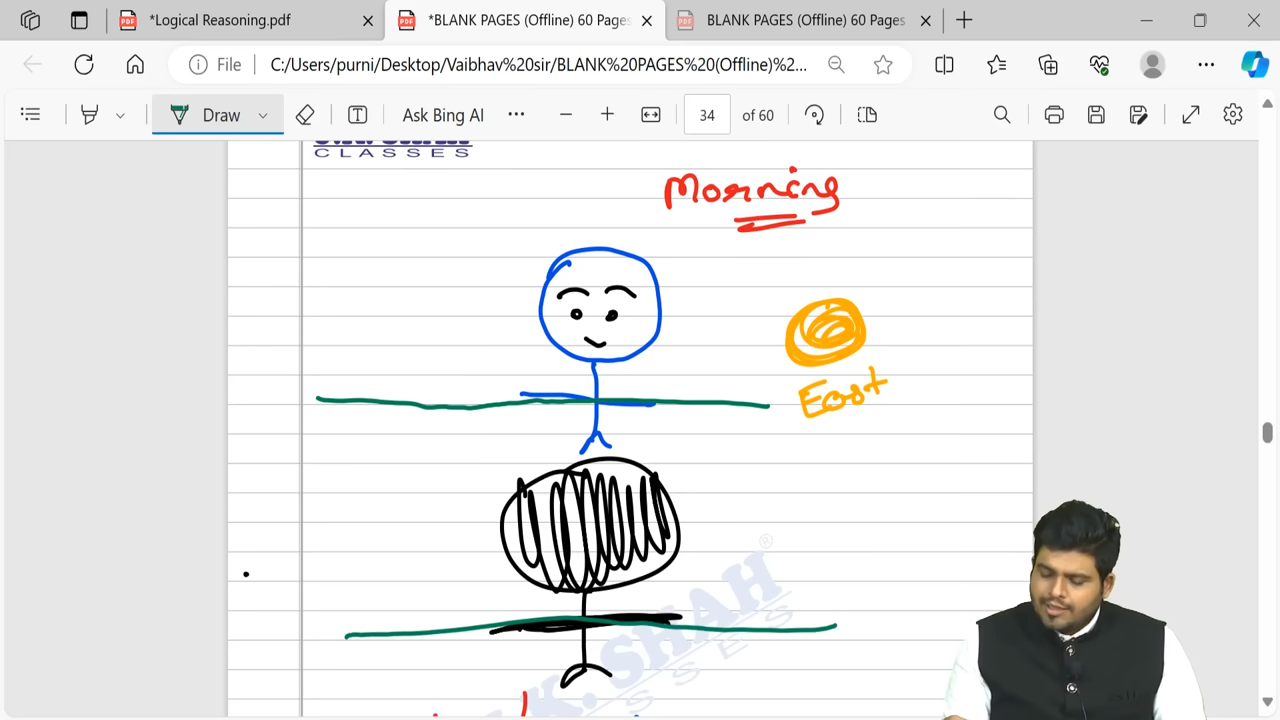 *Logical Reasoning.pdf
*BLANK PAGES (Offline) 60 Pages
BLANK PAGES (Offline) 60 Pages
File
C:/Users/purni/Desktop/Vaibhav%20sir/BLANK%20PAGES%20(Offline)%2...
Draw
Ask Bing AI
34
of 60
CLASSES
Morning
East
K. SHAH